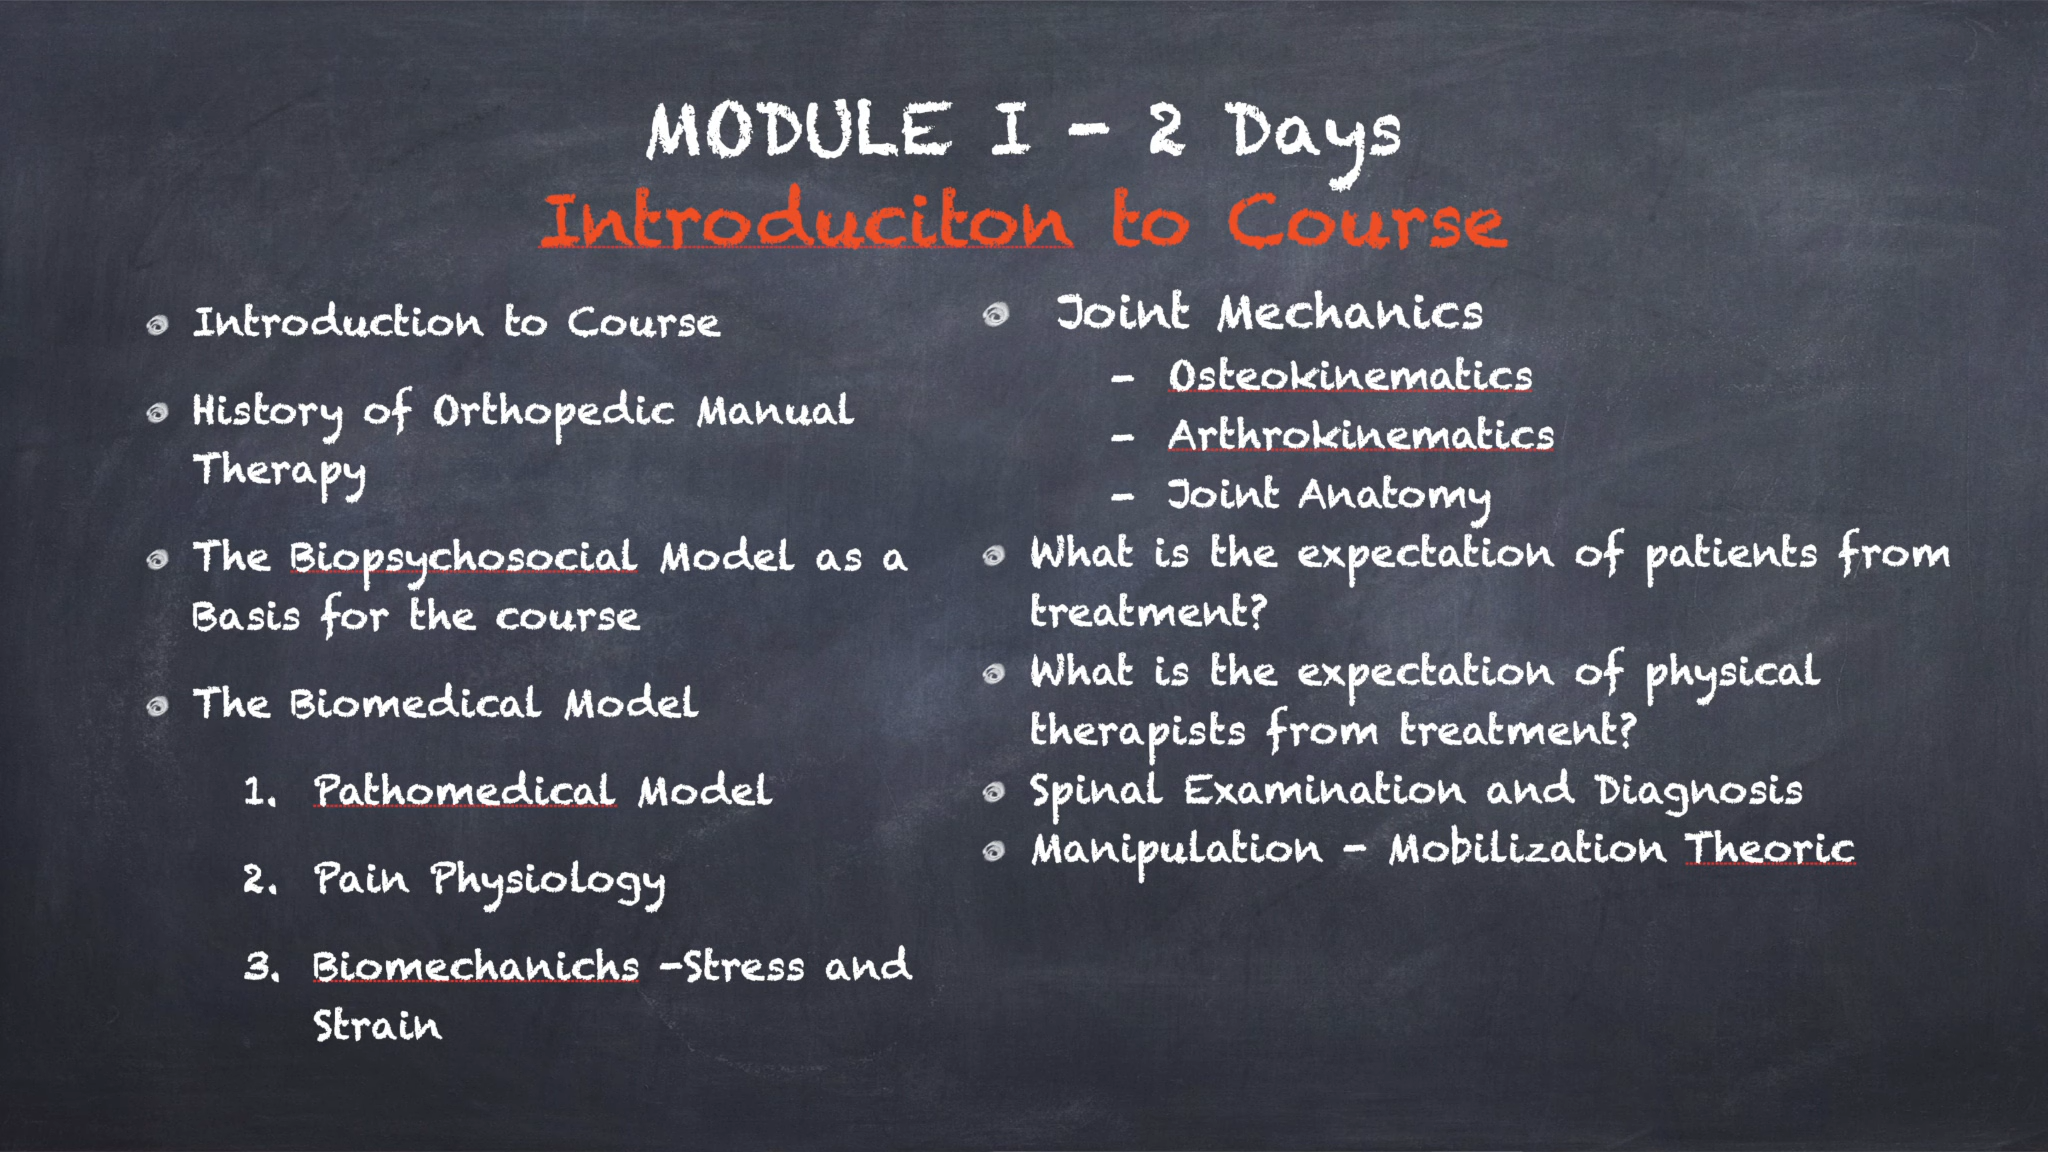 MODULE I - 2 Days
Introduciton to Course
Introduction to Course
History of Orthopedic Manual
Therapy
The Biopsychosocial Model as a
Basis for the course
The Biomedical Model
1. Pathomedical Model
2. Pain Physiology
3. Biomechanichs -Stress and
Strain
Joint Mechanics
- Osteokinematics
- Arthrokinematics
- Joint Anatomy
What is the expectation of patients from
treatment?
What is the expectation of physical
therapists from treatment?
Spinal Examination and Diagnosis
Manipulation - Mobilization Theoric